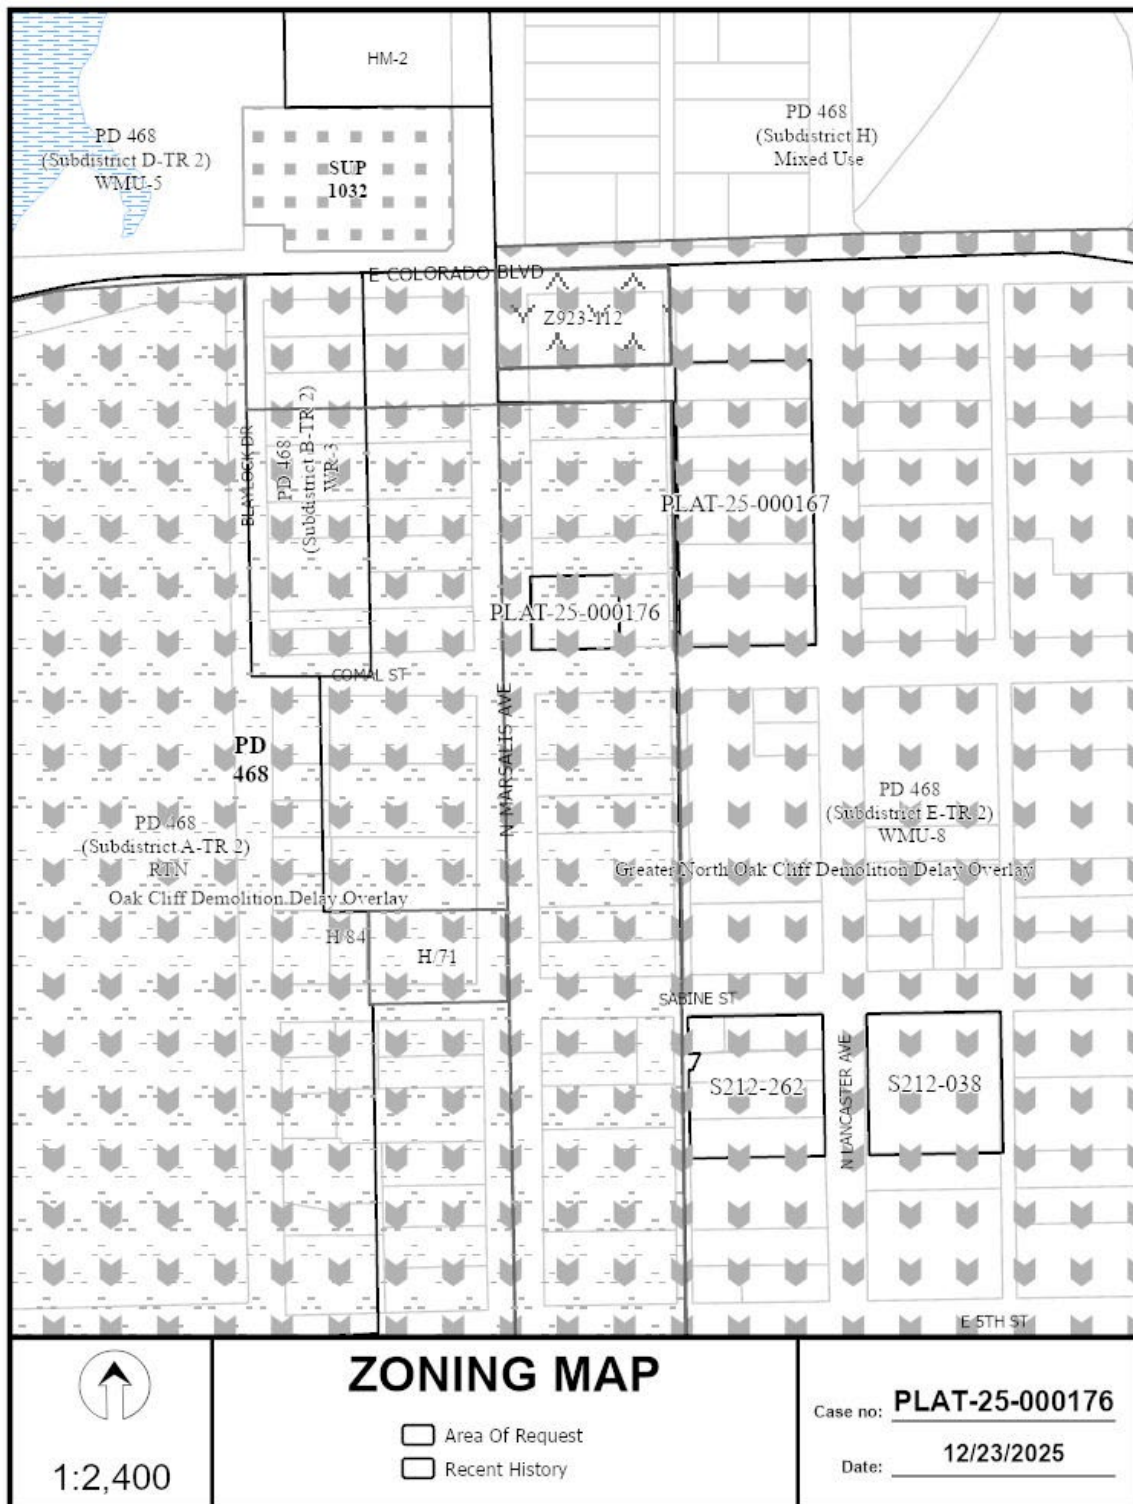 HM-2
PD 468
(Subdistrict H)
Mixed Use
PD 468
(Subdistrict D-TR 2)
WMU-5
SUP
1032
E COLORADO BLVD
Z923-112
BLAYLOCK DR
PD 468
(Subdistrict B-TR 2)
WR-3
PLAT-25-000167
PLAT-25-000176
COMAL ST
N MARSALIS AVE
PD
468
PD 468
(Subdistrict E-TR 2)
WMU-8
PD 468
(Subdistrict A-TR 2)
RTN
Greater North Oak Cliff Demolition Delay Overlay
Oak Cliff Demolition Delay Overlay
H/84
H/71
SABINE ST
7
S212-262
N LANCASTER AVE
S212-038
E 5TH ST
1:2,400
ZONING MAP
Area Of Request
Recent History
Case no: PLAT-25-000176
Date: 12/23/2025